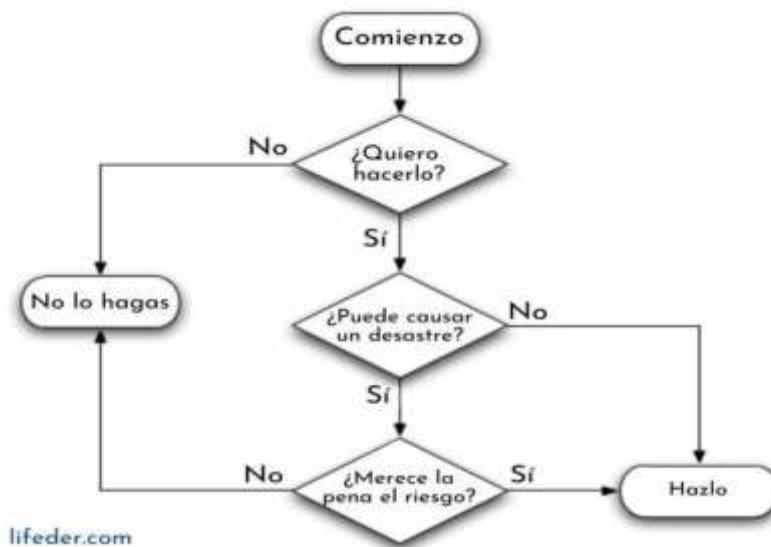 Comienzo
No
¿Quiero
hacerlo?
Sí
No lo hagas
¿Puede causar
un desastre?
No
Sí
No
¿Merece la
pena el riesgo?
Sí
Hazlo
lifeder.com